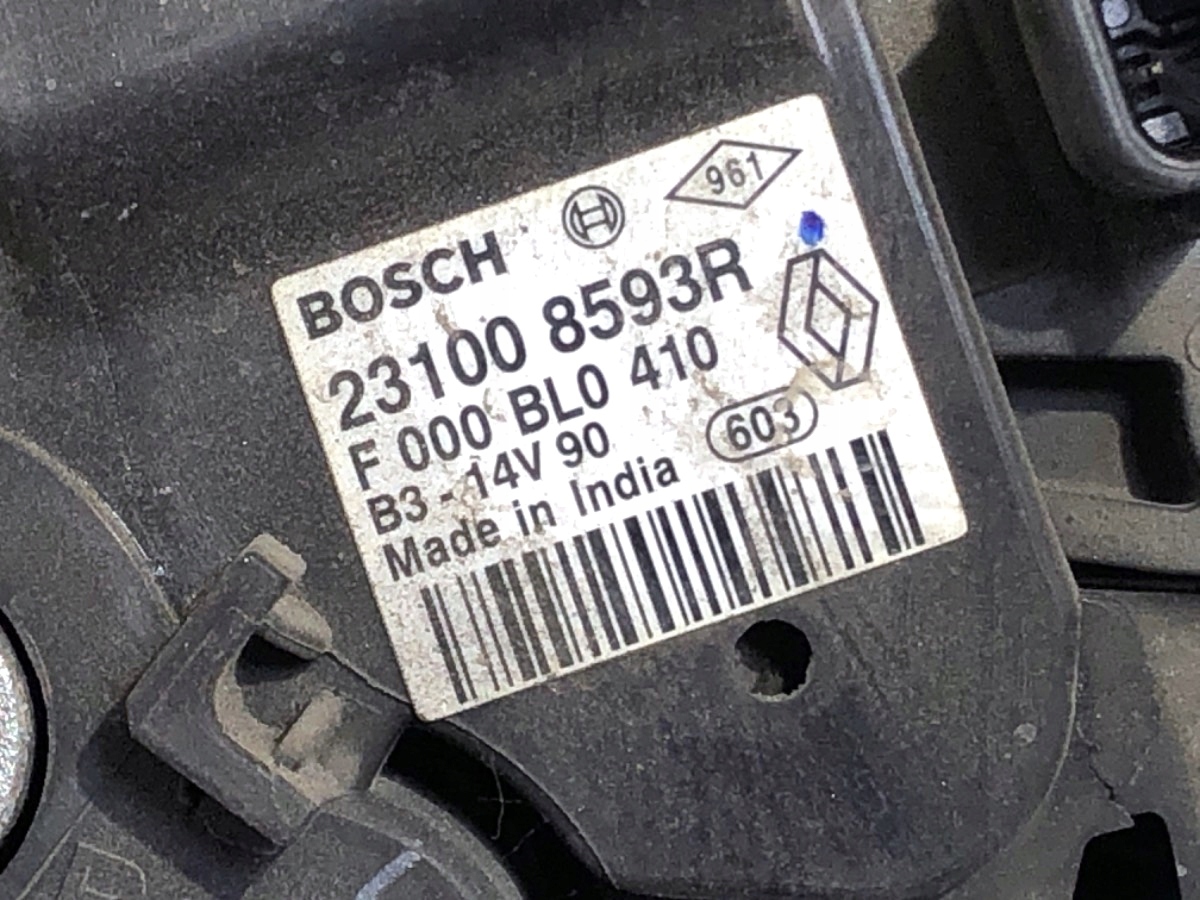 BOSCH
961
23100 8593R
F 000 BL0 410
B3 - 14V 90
603
Made in India